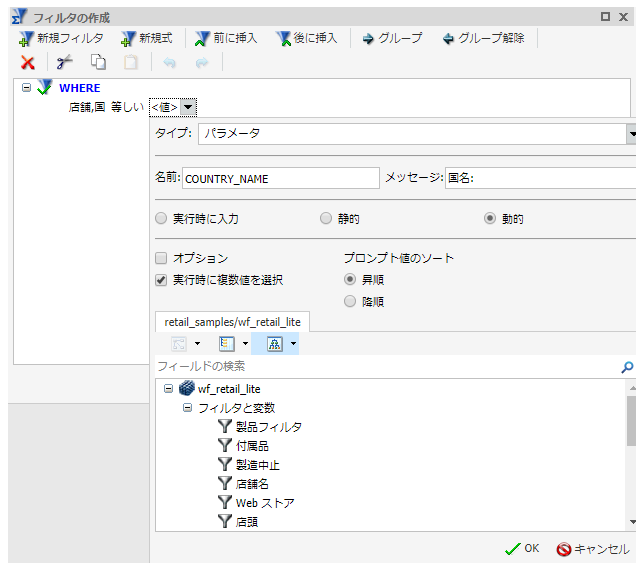 フィルタの作成
新規フィルタ 新規式 前に挿入 後に挿入 グループ グループ解除
WHERE
店舗,国 等しい <値>
タイプ: パラメータ
名前: COUNTRY_NAME メッセージ: 国名:
実行時に入力 静的 動的
オプション プロンプト値のソート
実行時に複数値を選択 昇順
降順
retail_samples/wf_retail_lite
フィールドの検索
wf_retail_lite
フィルタと変数
製品フィルタ
付属品
製造中止
店舗名
Web ストア
店頭
OK キャンセル